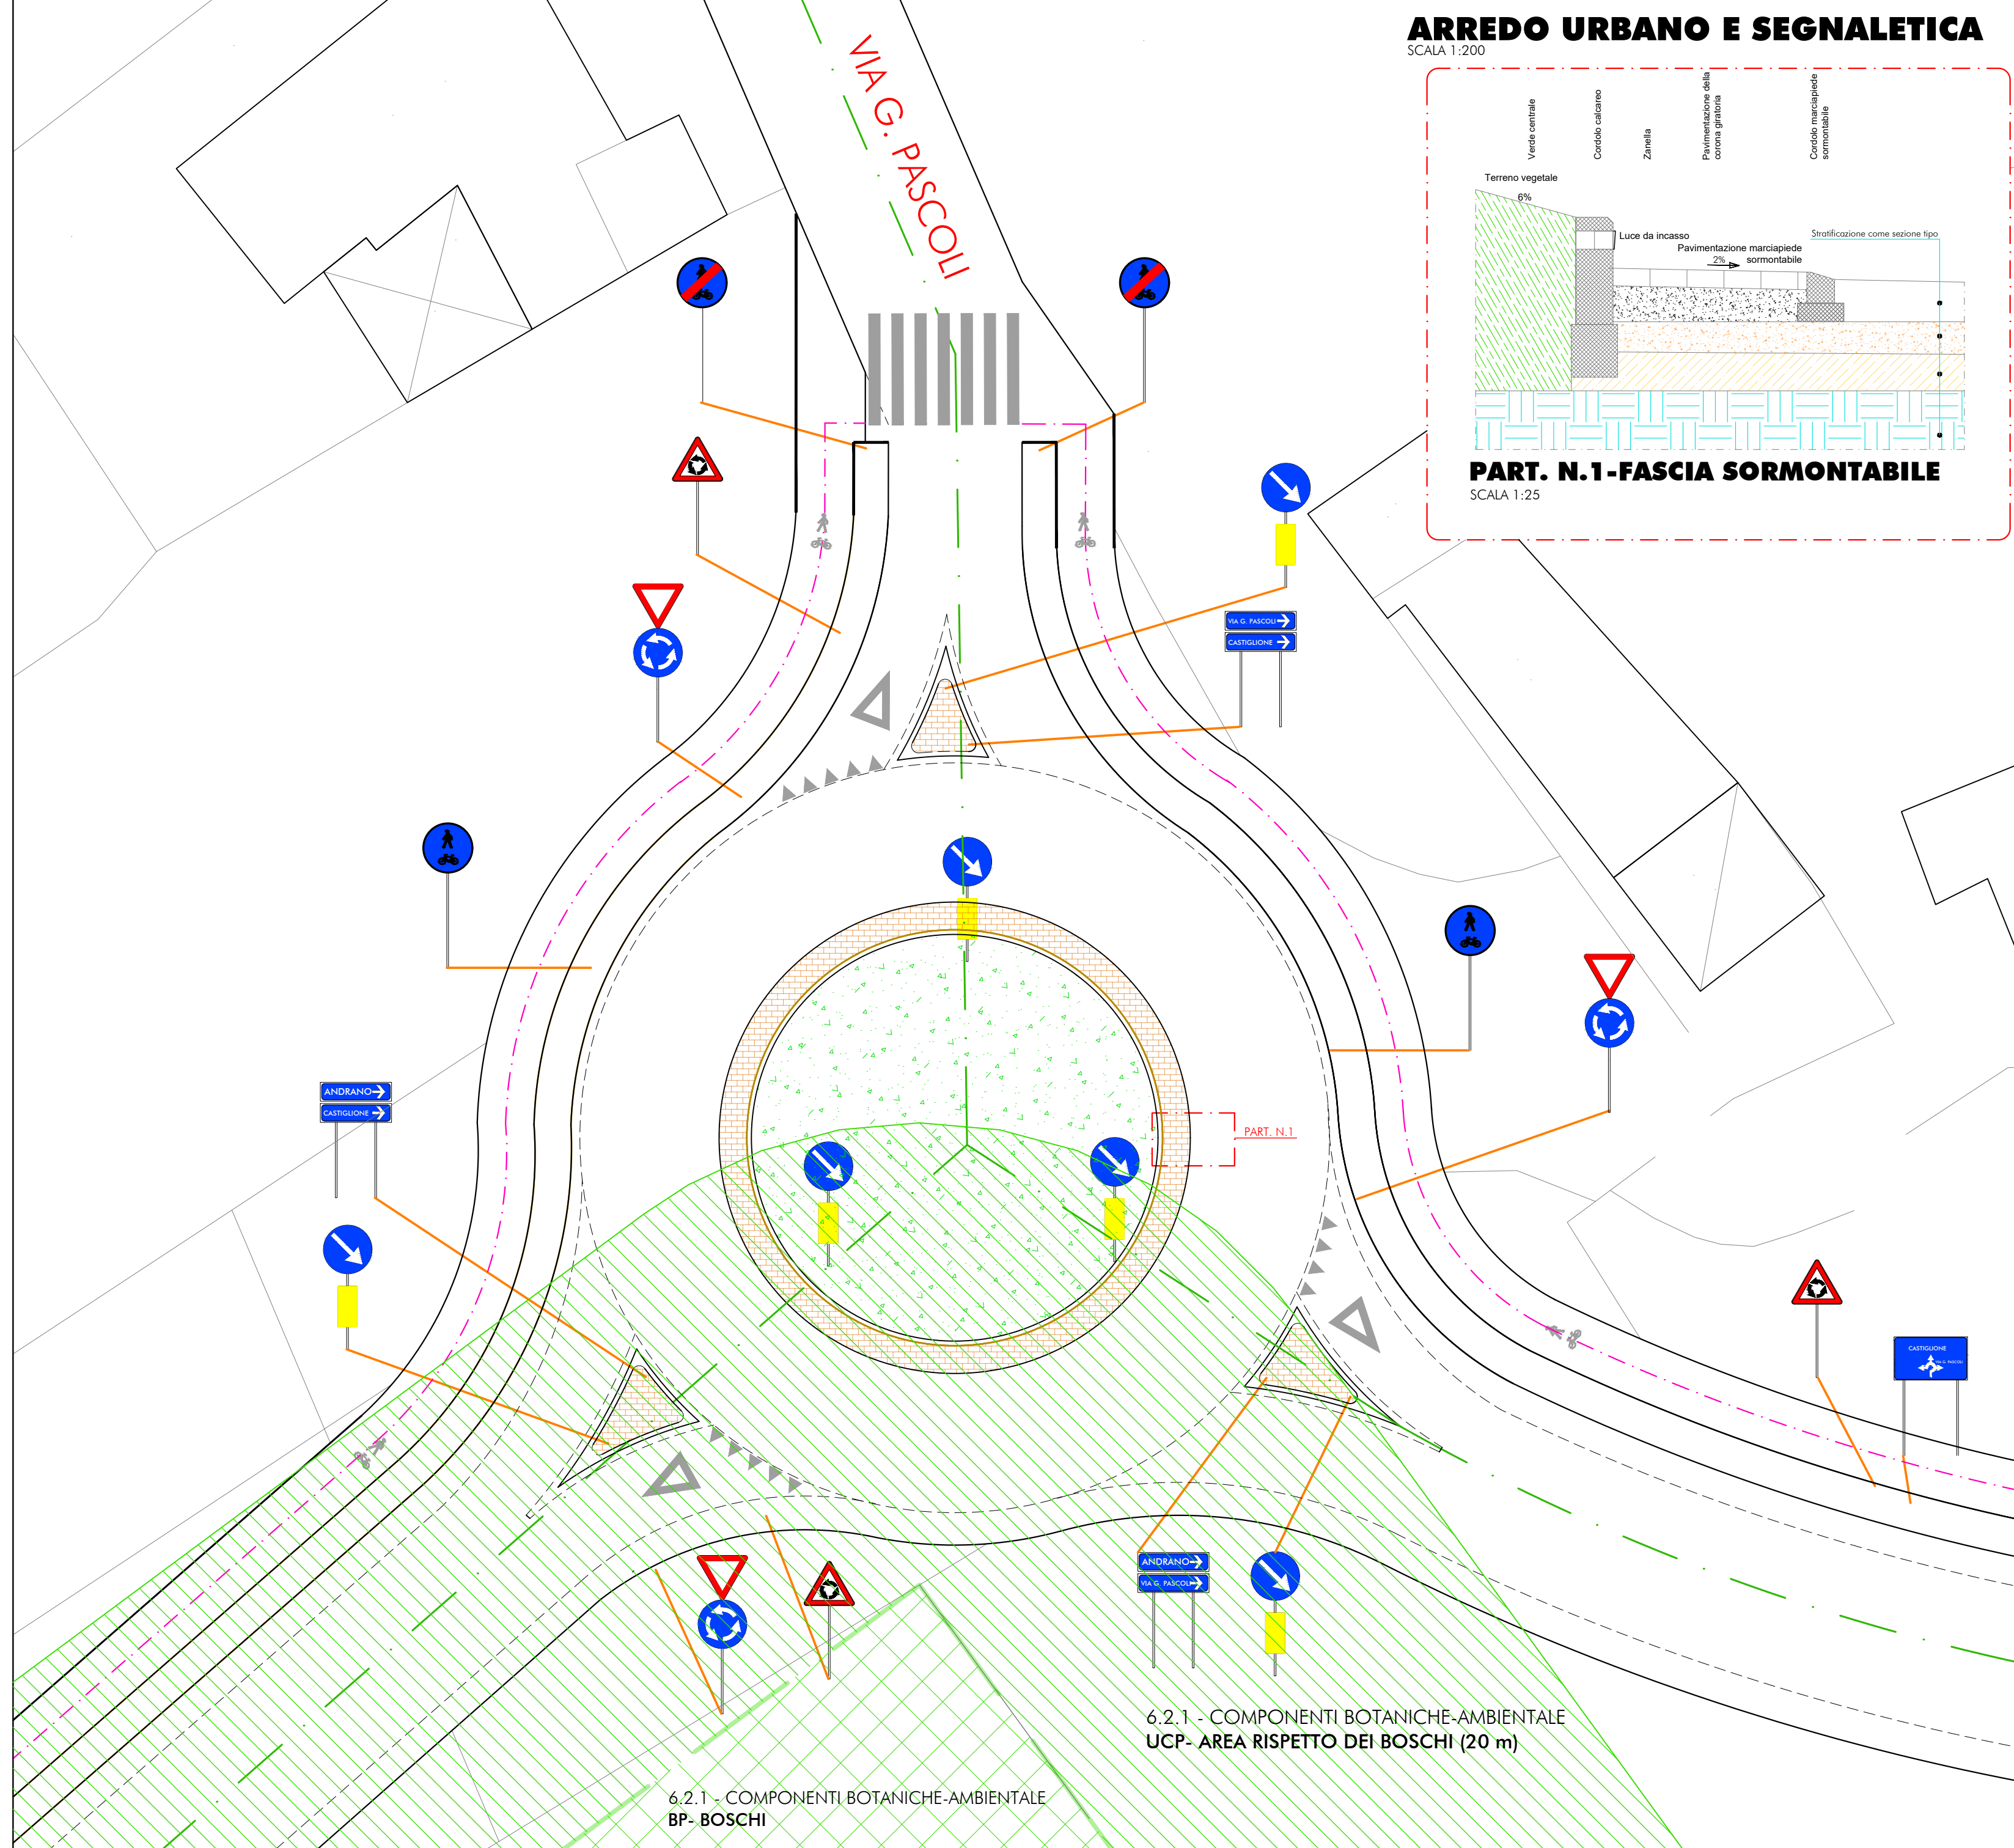 ARREDO URBANO E SEGNALETICA
SCALA 1:200
Verde centrale
Cordolo calcareo
Zanella
Pavimentazione della
corona giratoria
Cordolo marciapiede
sormontabile
Terreno vegetale
6%
Luce da incasso
Pavimentazione marciapiede
2% sormontabile
Stratificazione come sezione tipo
PART. N.1-FASCIA SORMONTABILE
SCALA 1:25
VIA G. PASCOLI
VIA G. PASCOLI
CASTIGLIONE
ANDRANO
CASTIGLIONE
PART. N.1
CASTIGLIONE
VIA G. PASCOLI
ANDRANO
VIA G. PASCOLI
6.2.1 - COMPONENTI BOTANICHE-AMBIENTALE
UCP- AREA RISPETTO DEI BOSCHI (20 m)
6.2.1 - COMPONENTI BOTANICHE-AMBIENTALE
BP- BOSCHI